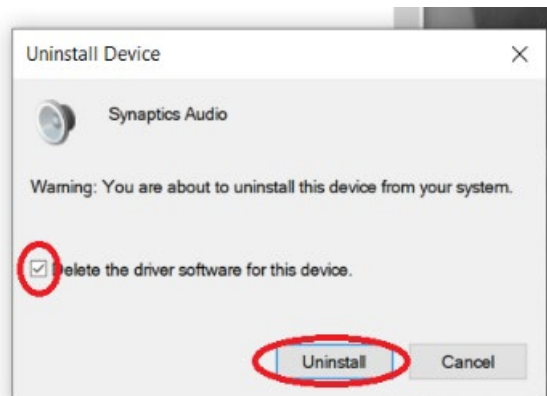 Uninstall Device
Synaptics Audio
Warning: You are about to uninstall this device from your system.
Delete the driver software for this device.
Uninstall
Cancel